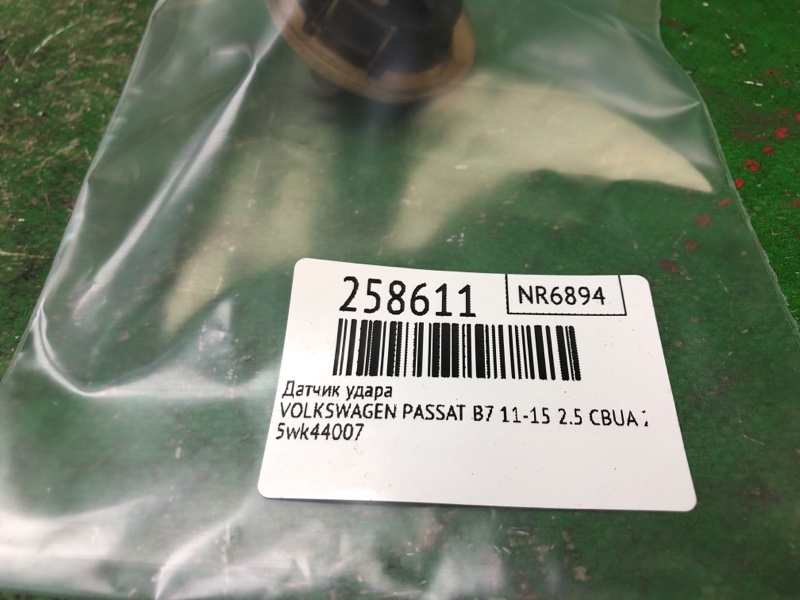 258611 NR6894
Датчик удара
VOLKSWAGEN PASSAT B7 11-15 2.5 CBUA
5wk44007